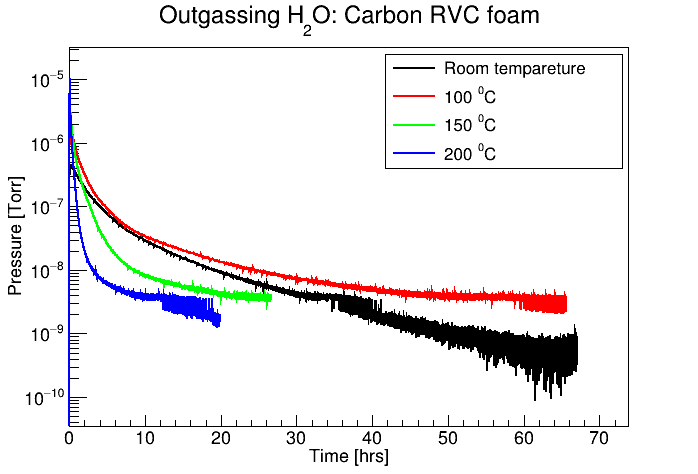 Outgassing H₂O: Carbon RVC foam
Room tempareture
100 ⁰C
150 ⁰C
200 ⁰C
Pressure [Torr]
10⁻⁵
10⁻⁶
10⁻⁷
10⁻⁸
10⁻⁹
10⁻¹⁰
0 10 20 30 40 50 60 70
Time [hrs]